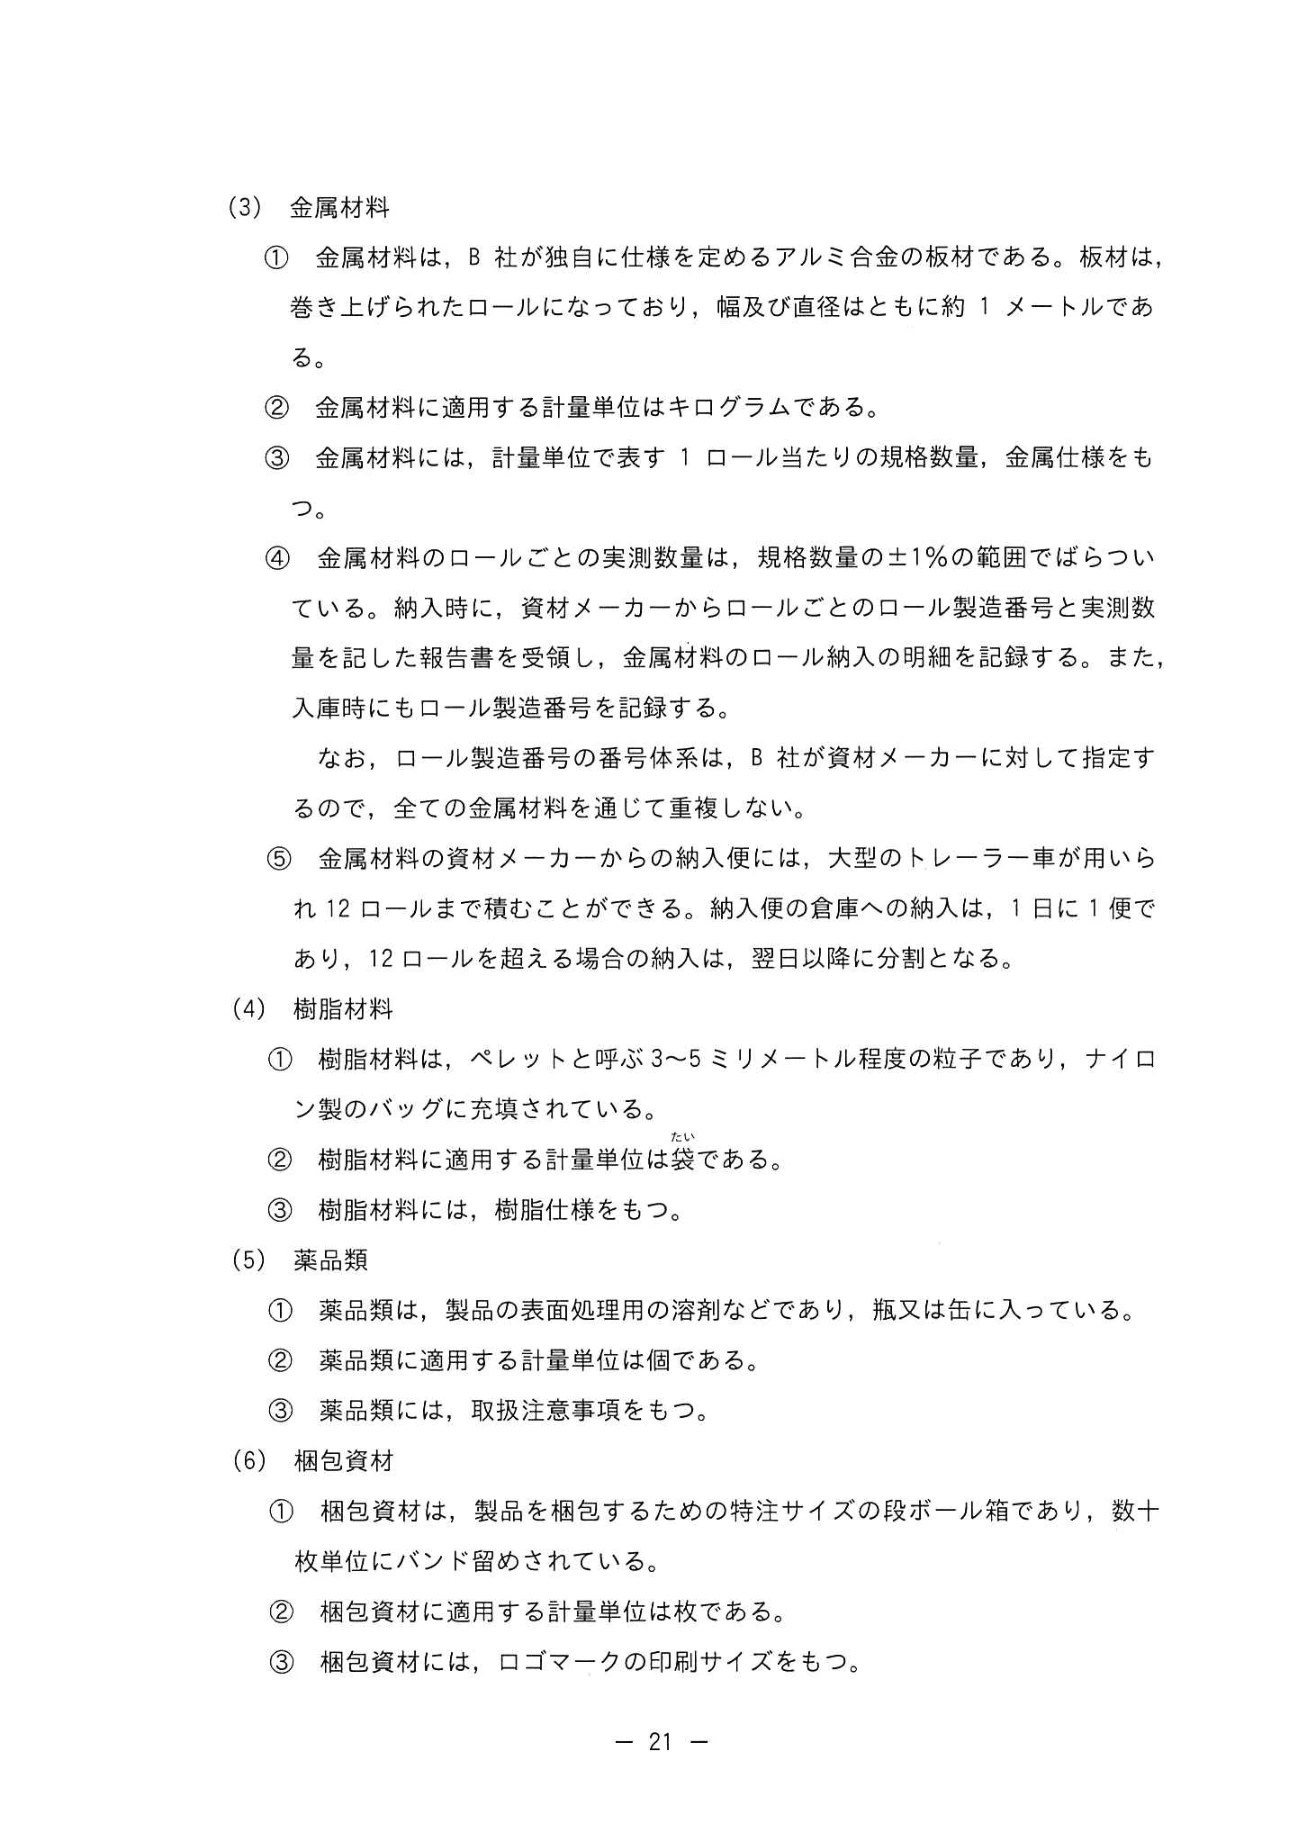 (3) 金属材料
① 金属材料は，B 社が独自に仕様を定めるアルミ合金の板材である。板材は，
巻き上げられたロールになっており，幅及び直径はともに約 1 メートルであ
る。
② 金属材料に適用する計量単位はキログラムである。
③ 金属材料には，計量単位で表す 1 ロール当たりの規格数量，金属仕様をも
つ。
④ 金属材料のロールごとの実測数量は，規格数量の±1%の範囲でばらつい
ている。納入時に，資材メーカーからロールごとのロール製造番号と実測数
量を記した報告書を受領し，金属材料のロール納入の明細を記録する。また，
入庫時にもロール製造番号を記録する。
なお，ロール製造番号の番号体系は，B 社が資材メーカーに対して指定す
るので，全ての金属材料を通じて重複しない。
⑤ 金属材料の資材メーカーからの納入便には，大型のトレーラー車が用いら
れ 12 ロールまで積むことができる。納入便の倉庫への納入は，1 日に 1 便で
あり，12 ロールを超える場合の納入は，翌日以降に分割となる。
(4) 樹脂材料
① 樹脂材料は，ペレットと呼ぶ 3～5 ミリメートル程度の粒子であり，ナイロ
ン製のバッグに充填されている。
たい
② 樹脂材料に適用する計量単位は袋である。
③ 樹脂材料には，樹脂仕様をもつ。
(5) 薬品類
① 薬品類は，製品の表面処理用の溶剤などであり，瓶又は缶に入っている。
② 薬品類に適用する計量単位は個である。
③ 薬品類には，取扱注意事項をもつ。
(6) 梱包資材
① 梱包資材は，製品を梱包するための特注サイズの段ボール箱であり，数十
枚単位にバンド留めされている。
② 梱包資材に適用する計量単位は枚である。
③ 梱包資材には，ロゴマークの印刷サイズをもつ。
－ 21 －